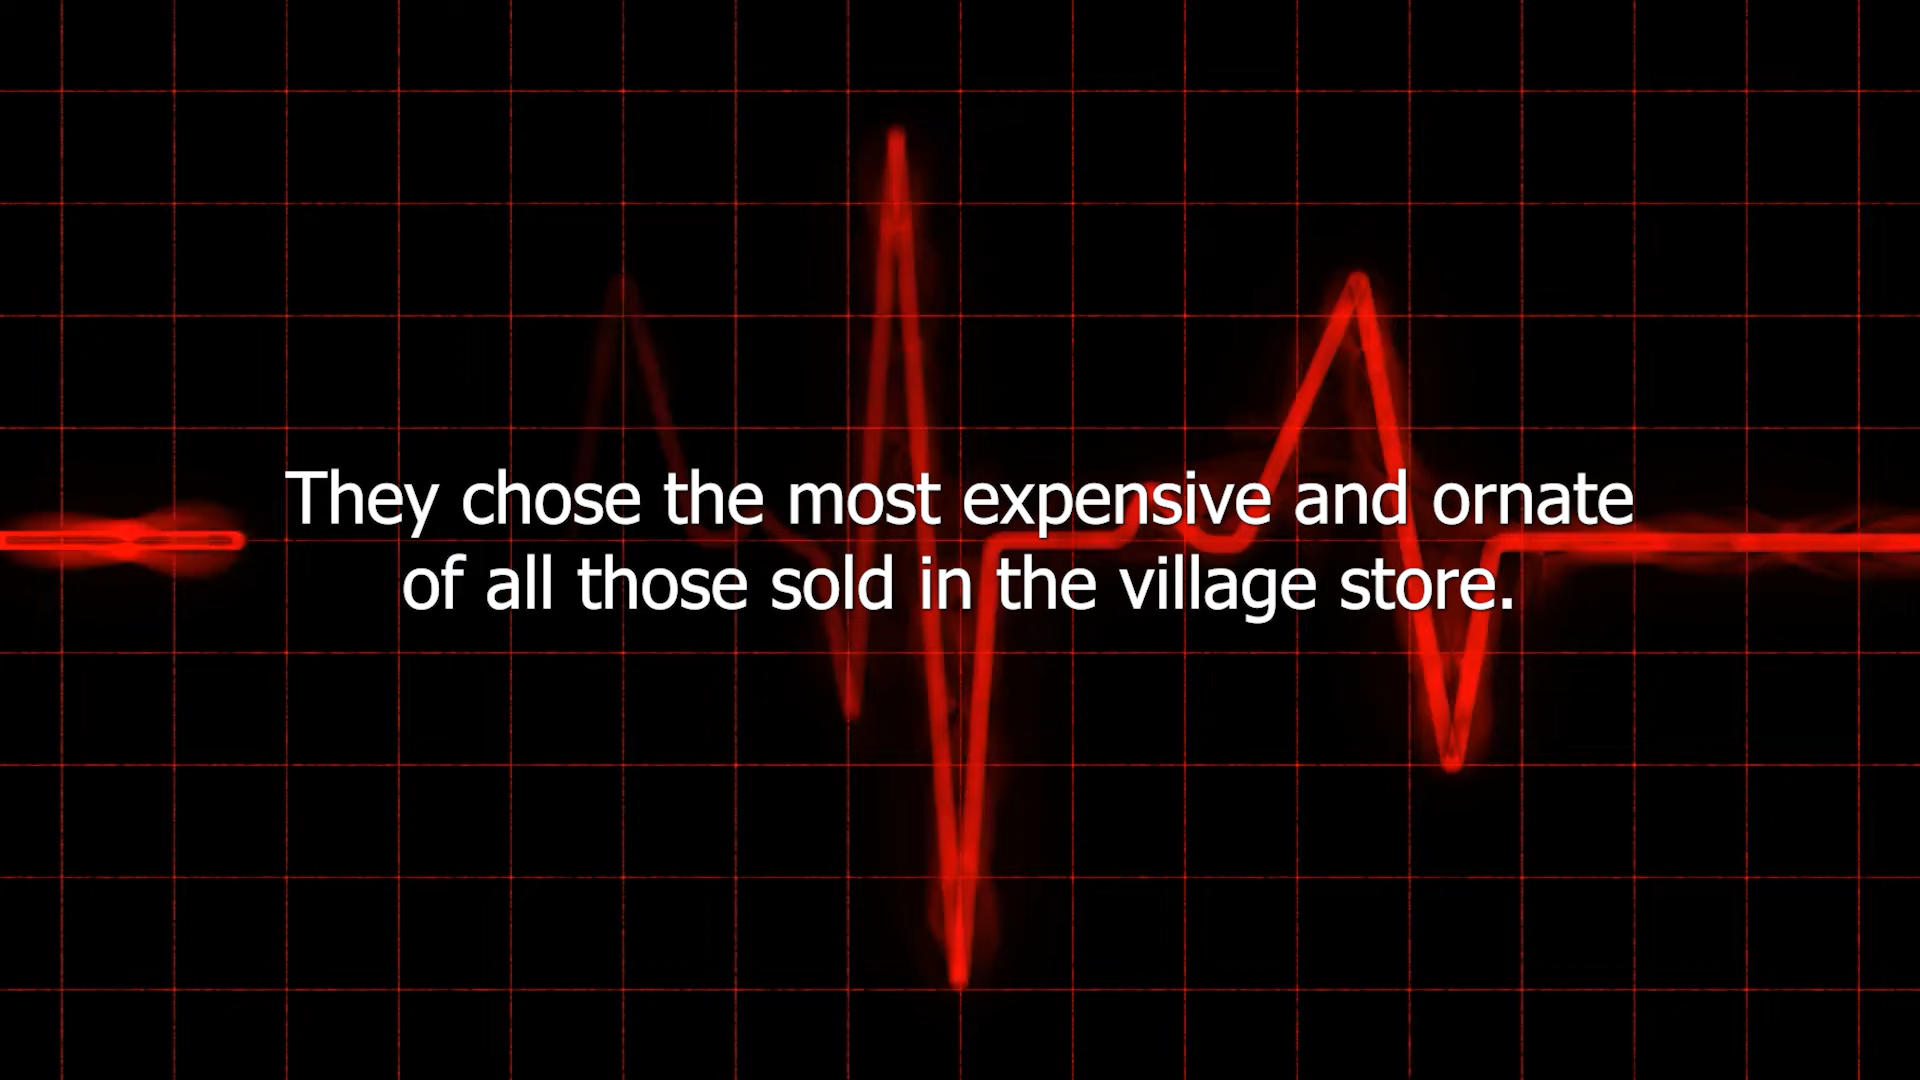 They chose the most expensive and ornate
of all those sold in the village store.